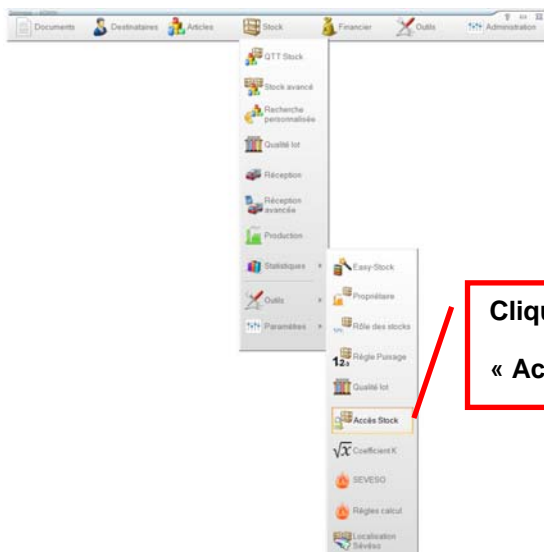 Documents Destinataires Articles Stock Financier Outils Administration
QTT Stock
Stock avancé
Recherche
personnalisée
Qualité lot
Réception
Réception
avancée
Production
Statistiques
Outils
Paramètres
Easy-Stock
Propriétaire
Rôle des stocks
Règle Puisage
Qualité lot
Accès Stock
Coefficient K
SEVESO
Règles calcul
Localisation
Sévéso
Cliqu
« Ac